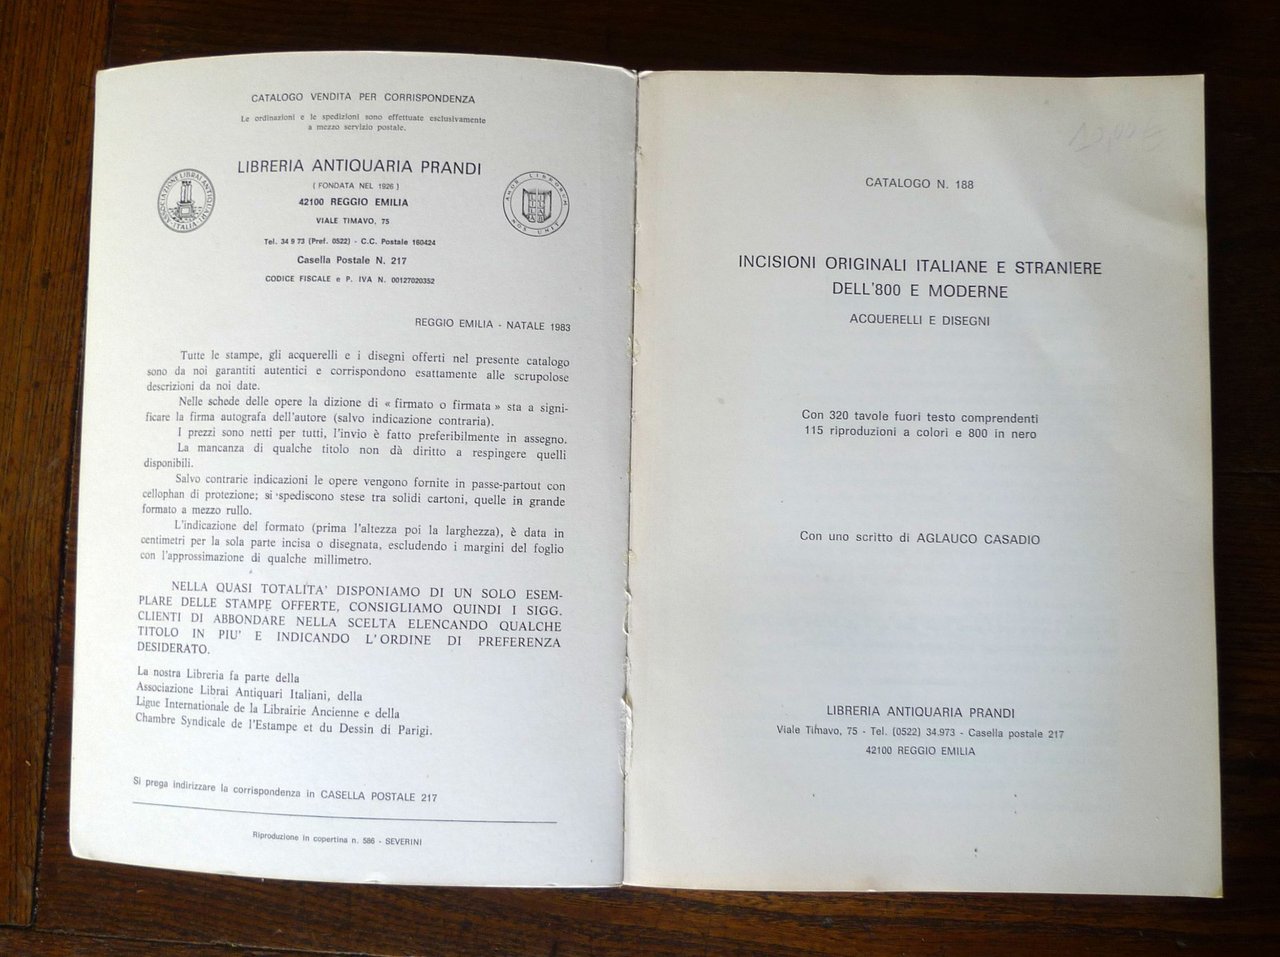 CATALOGO VENDITA PER CORRISPONDENZA
Le ordinazioni e le spedizioni sono effettuate esclusivamente
a mezzo servizio postale.
LIBRERIA ANTIQUARIA PRANDI
( FONDATA NEL 1926 )
42100 REGGIO EMILIA
VIALE TIMAVO, 75
Tel. 34 9 73 (Pref. 0522) - C.C. Postale 160424
Casella Postale N. 217
CODICE FISCALE e P. IVA N. 00127020352
ASSOCIAZIONE LIBRAI ANTIQUARI
ITALIA
AMOR LIBRORUM
NOS UNIT
REGGIO EMILIA - NATALE 1983
Tutte le stampe, gli acquerelli e i disegni offerti nel presente catalogo
sono da noi garantiti autentici e corrispondono esattamente alle scrupolose
descrizioni da noi date.
Nelle schede delle opere la dizione di « firmato o firmata » sta a signi-
ficare la firma autografa dell'autore (salvo indicazione contraria).
I prezzi sono netti per tutti, l'invio è fatto preferibilmente in assegno.
La mancanza di qualche titolo non dà diritto a respingere quelli
disponibili.
Salvo contrarie indicazioni le opere vengono fornite in passe-partout con
cellophan di protezione; si spediscono stese tra solidi cartoni, quelle in grande
formato a mezzo rullo.
L'indicazione del formato (prima l'altezza poi la larghezza), è data in
centimetri per la sola parte incisa o disegnata, escludendo i margini del foglio
con l'approssimazione di qualche millimetro.
NELLA QUASI TOTALITA' DISPONIAMO DI UN SOLO ESEM-
PLARE DELLE STAMPE OFFERTE, CONSIGLIAMO QUINDI I SIGG.
CLIENTI DI ABBONDARE NELLA SCELTA ELENCANDO QUALCHE
TITOLO IN PIU' E INDICANDO L'ORDINE DI PREFERENZA
DESIDERATO.
La nostra Libreria fa parte della
Associazione Librai Antiquari Italiani, della
Ligue Internationale de la Librairie Ancienne e della
Chambre Syndicale de l'Estampe et du Dessin di Parigi.
Si prega indirizzare la corrispondenza in CASELLA POSTALE 217
Riproduzione in copertina n. 586 - SEVERINI
CATALOGO N. 188
INCISIONI ORIGINALI ITALIANE E STRANIERE
DELL'800 E MODERNE
ACQUERELLI E DISEGNI
Con 320 tavole fuori testo comprendenti
115 riproduzioni a colori e 800 in nero
Con uno scritto di AGLAUCO CASADIO
LIBRERIA ANTIQUARIA PRANDI
Viale Timavo, 75 - Tel. (0522) 34.973 - Casella postale 217
42100 REGGIO EMILIA